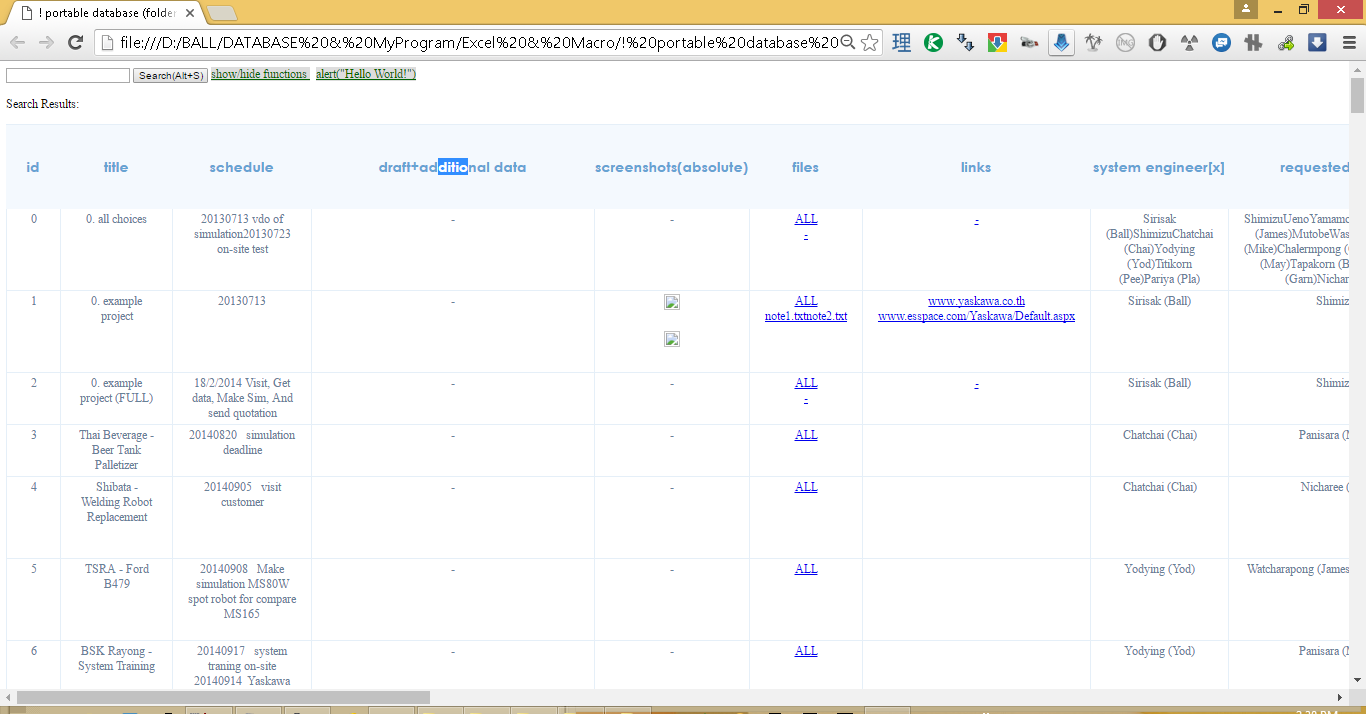 ! portable database (folder
file:///D:/BALL/DATABASE%20&%20MyProgram/Excel%20&%20Macro/!%20portable%20database%20
理
K
IMG
Search(Alt+S) show/hide functions alert("Hello World!")
Search Results:
id title schedule draft+additional data screenshots(absolute) files links system engineer[x] requested
0 0. all choices 20130713 vdo of - - ALL - Sirisak ShimizuUenoYamamo
simulation20130723 - (Ball)ShimizuChatchai (James)MutobeWas
on-site test (Chai)Yodying (Mike)Chalermpong (
(Yod)Titikorn (May)Tapakorn (B
(Pee)Pariya (Pla) (Garn)Nichar
1 0. example 20130713 - ALL www.yaskawa.co.th Sirisak (Ball) Shimiz
project note1.txtnote2.txt www.esspace.com/Yaskawa/Default.aspx
2 0. example 18/2/2014 Visit, Get - - ALL - Sirisak (Ball) Shimiz
project (FULL) data, Make Sim, And -
send quotation
3 Thai Beverage - 20140820 simulation - - ALL Chatchai (Chai) Panisara (M
Beer Tank deadline
Palletizer
4 Shibata - 20140905 visit - - ALL Chatchai (Chai) Nicharee (
Welding Robot customer
Replacement
5 TSRA - Ford 20140908 Make - - ALL Yodying (Yod) Watcharapong (James
B479 simulation MS80W
spot robot for compare
MS165
6 BSK Rayong - 20140917 system - - ALL Yodying (Yod) Panisara (M
System Training traning on-site
20140914 Yaskawa